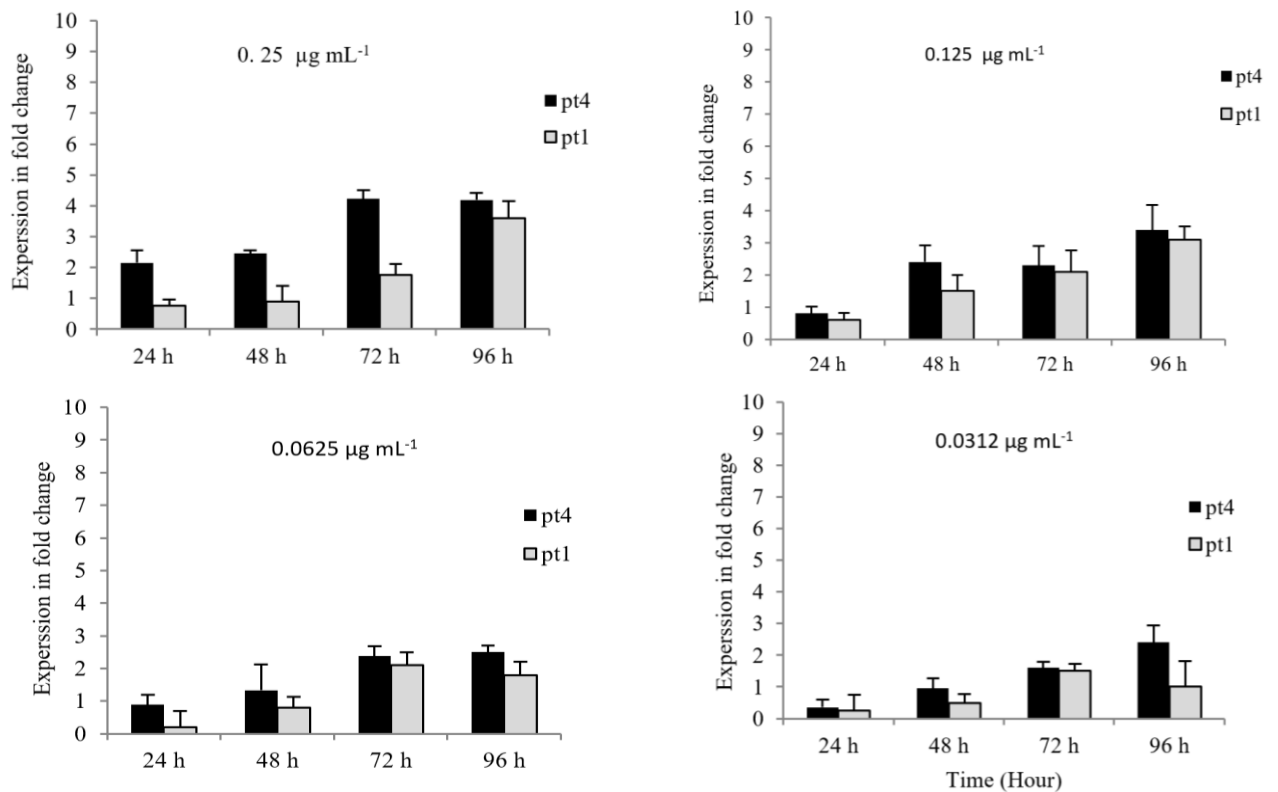 Experssion in fold change
10
9
8
7
6
5
4
3
2
1
0
0. 25 µg mL-1
pt4
pt1
24 h 48 h 72 h 96 h
Experssion in fold change
10
9
8
7
6
5
4
3
2
1
0
0.125 µg mL-1
pt4
pt1
24 h 48 h 72 h 96 h
Experssion in fold change
10
9
8
7
6
5
4
3
2
1
0
0.0625 µg mL-1
pt4
pt1
24 h 48 h 72 h 96 h
Experssion in fold change
10
9
8
7
6
5
4
3
2
1
0
0.0312 µg mL-1
pt4
pt1
24 h 48 h 72 h 96 h
Time (Hour)